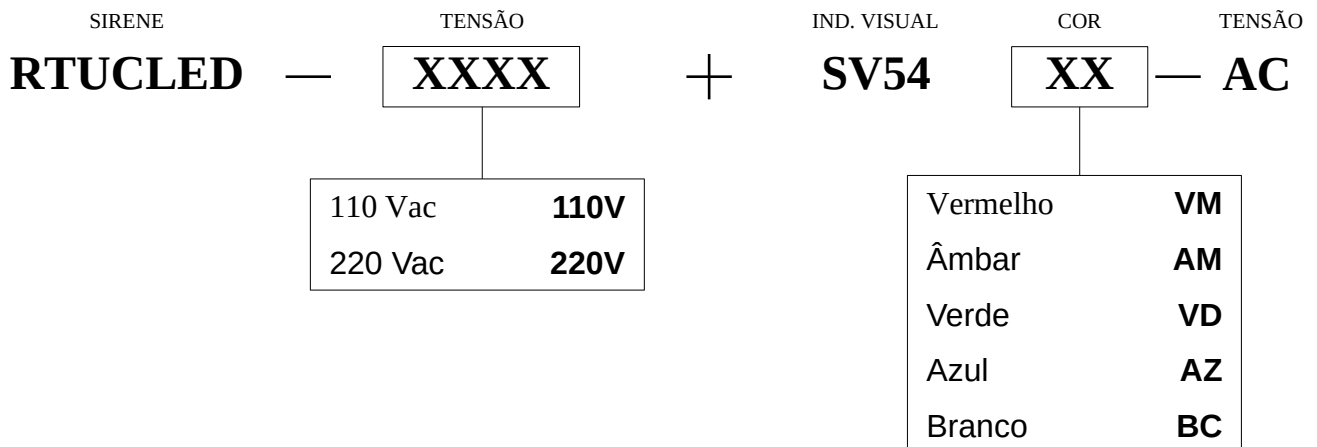 SIRENE TENSÃO IND. VISUAL COR TENSÃO
RTUCLED — XXXX + SV54 XX — AC
110 Vac 110V
220 Vac 220V
Vermelho VM
Âmbar AM
Verde VD
Azul AZ
Branco BC